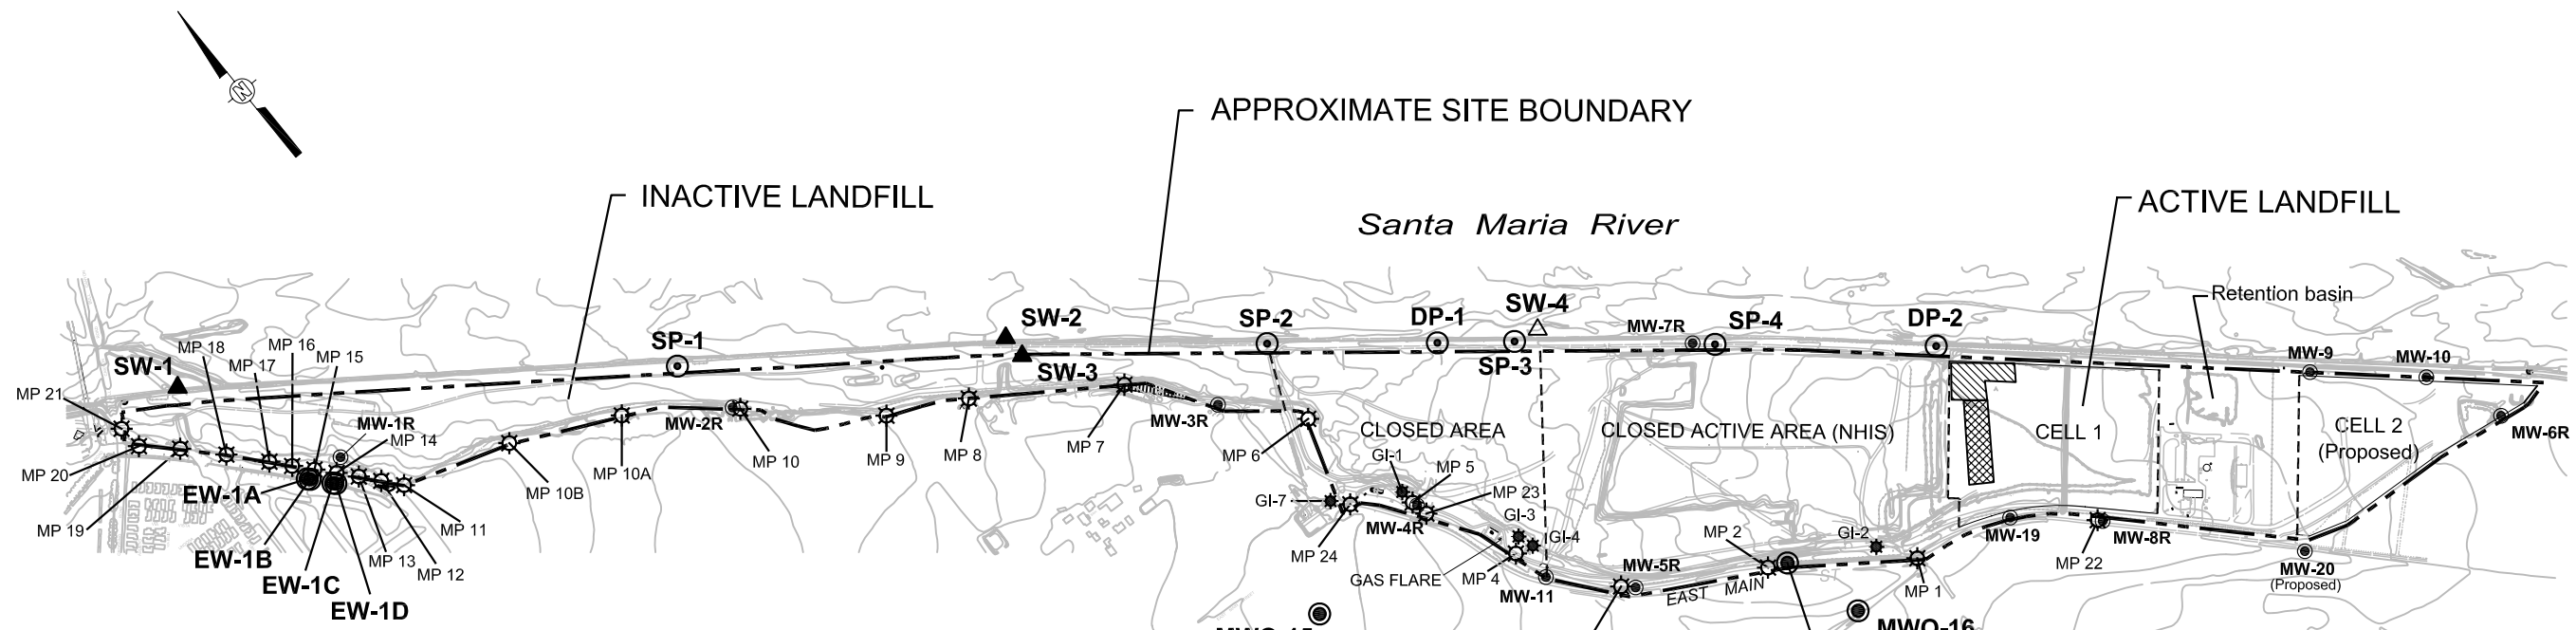 N
APPROXIMATE SITE BOUNDARY
INACTIVE LANDFILL
ACTIVE LANDFILL
Santa Maria River
Retention basin
SW-1
MP 18
MP 17
MP 16
MP 15
SP-1
SW-2
SW-3
SP-2
DP-1
SW-4
SP-3
MW-7R
SP-4
DP-2
MW-9
MW-10
MP 21
MW-1R
MP 14
MW-2R
MP 10
MP 10A
MP 10B
MP 9
MP 8
MP 7
MW-3R
MP 6
CLOSED AREA
CLOSED ACTIVE AREA (NHIS)
CELL 1
CELL 2
(Proposed)
MW-6R
MP 20
MP 19
EW-1A
EW-1B
EW-1C
EW-1D
MP 13
MP 12
MP 11
GI-1
MP 5
GI-7
MW-4R
MP 23
GI-3
GI-4
MP 24
GAS FLARE
MP 4
MW-11
MW-5R
EAST MAIN ST
MP 2
GI-2
MP 1
MW-19
MP 22
MW-8R
MW-20
(Proposed)
MWO-16